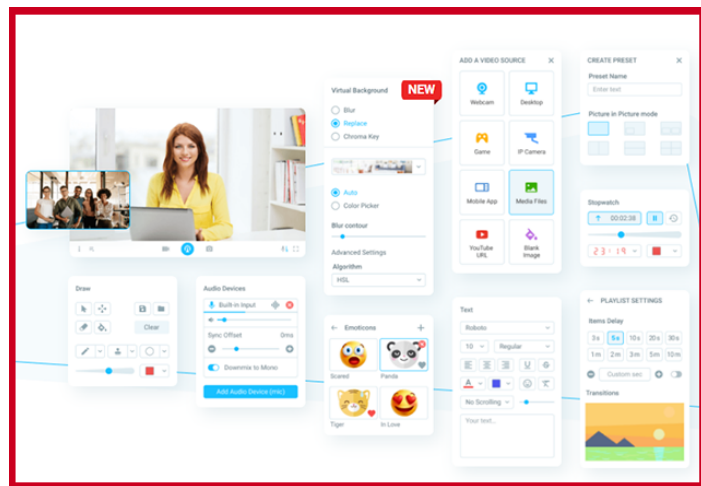 Virtual Background
NEW
Blur
Replace
Chroma Key
Auto
Color Picker
Blur contour
Advanced Settings
Algorithm
HSL
ADD A VIDEO SOURCE
Webcam
Desktop
Game
IP Camera
Mobile App
Media Files
YouTube
URL
Blank
Image
CREATE PRESET
Preset Name
Enter text
Picture in Picture mode
Stopwatch
00:02:38
23:19
Draw
Clear
Audio Devices
Built-in Input
Sync Offset
0ms
Downmix to Mono
Add Audio Device (mic)
Emoticons
Scared
Panda
Tiger
In Love
Text
Roboto
10
Regular
U
S
A
No Scrolling
Your text...
PLAYLIST SETTINGS
Items Delay
3s 5s 10s 20s 30s
1m 2m 3m 5m 10m
Custom sec
Transitions